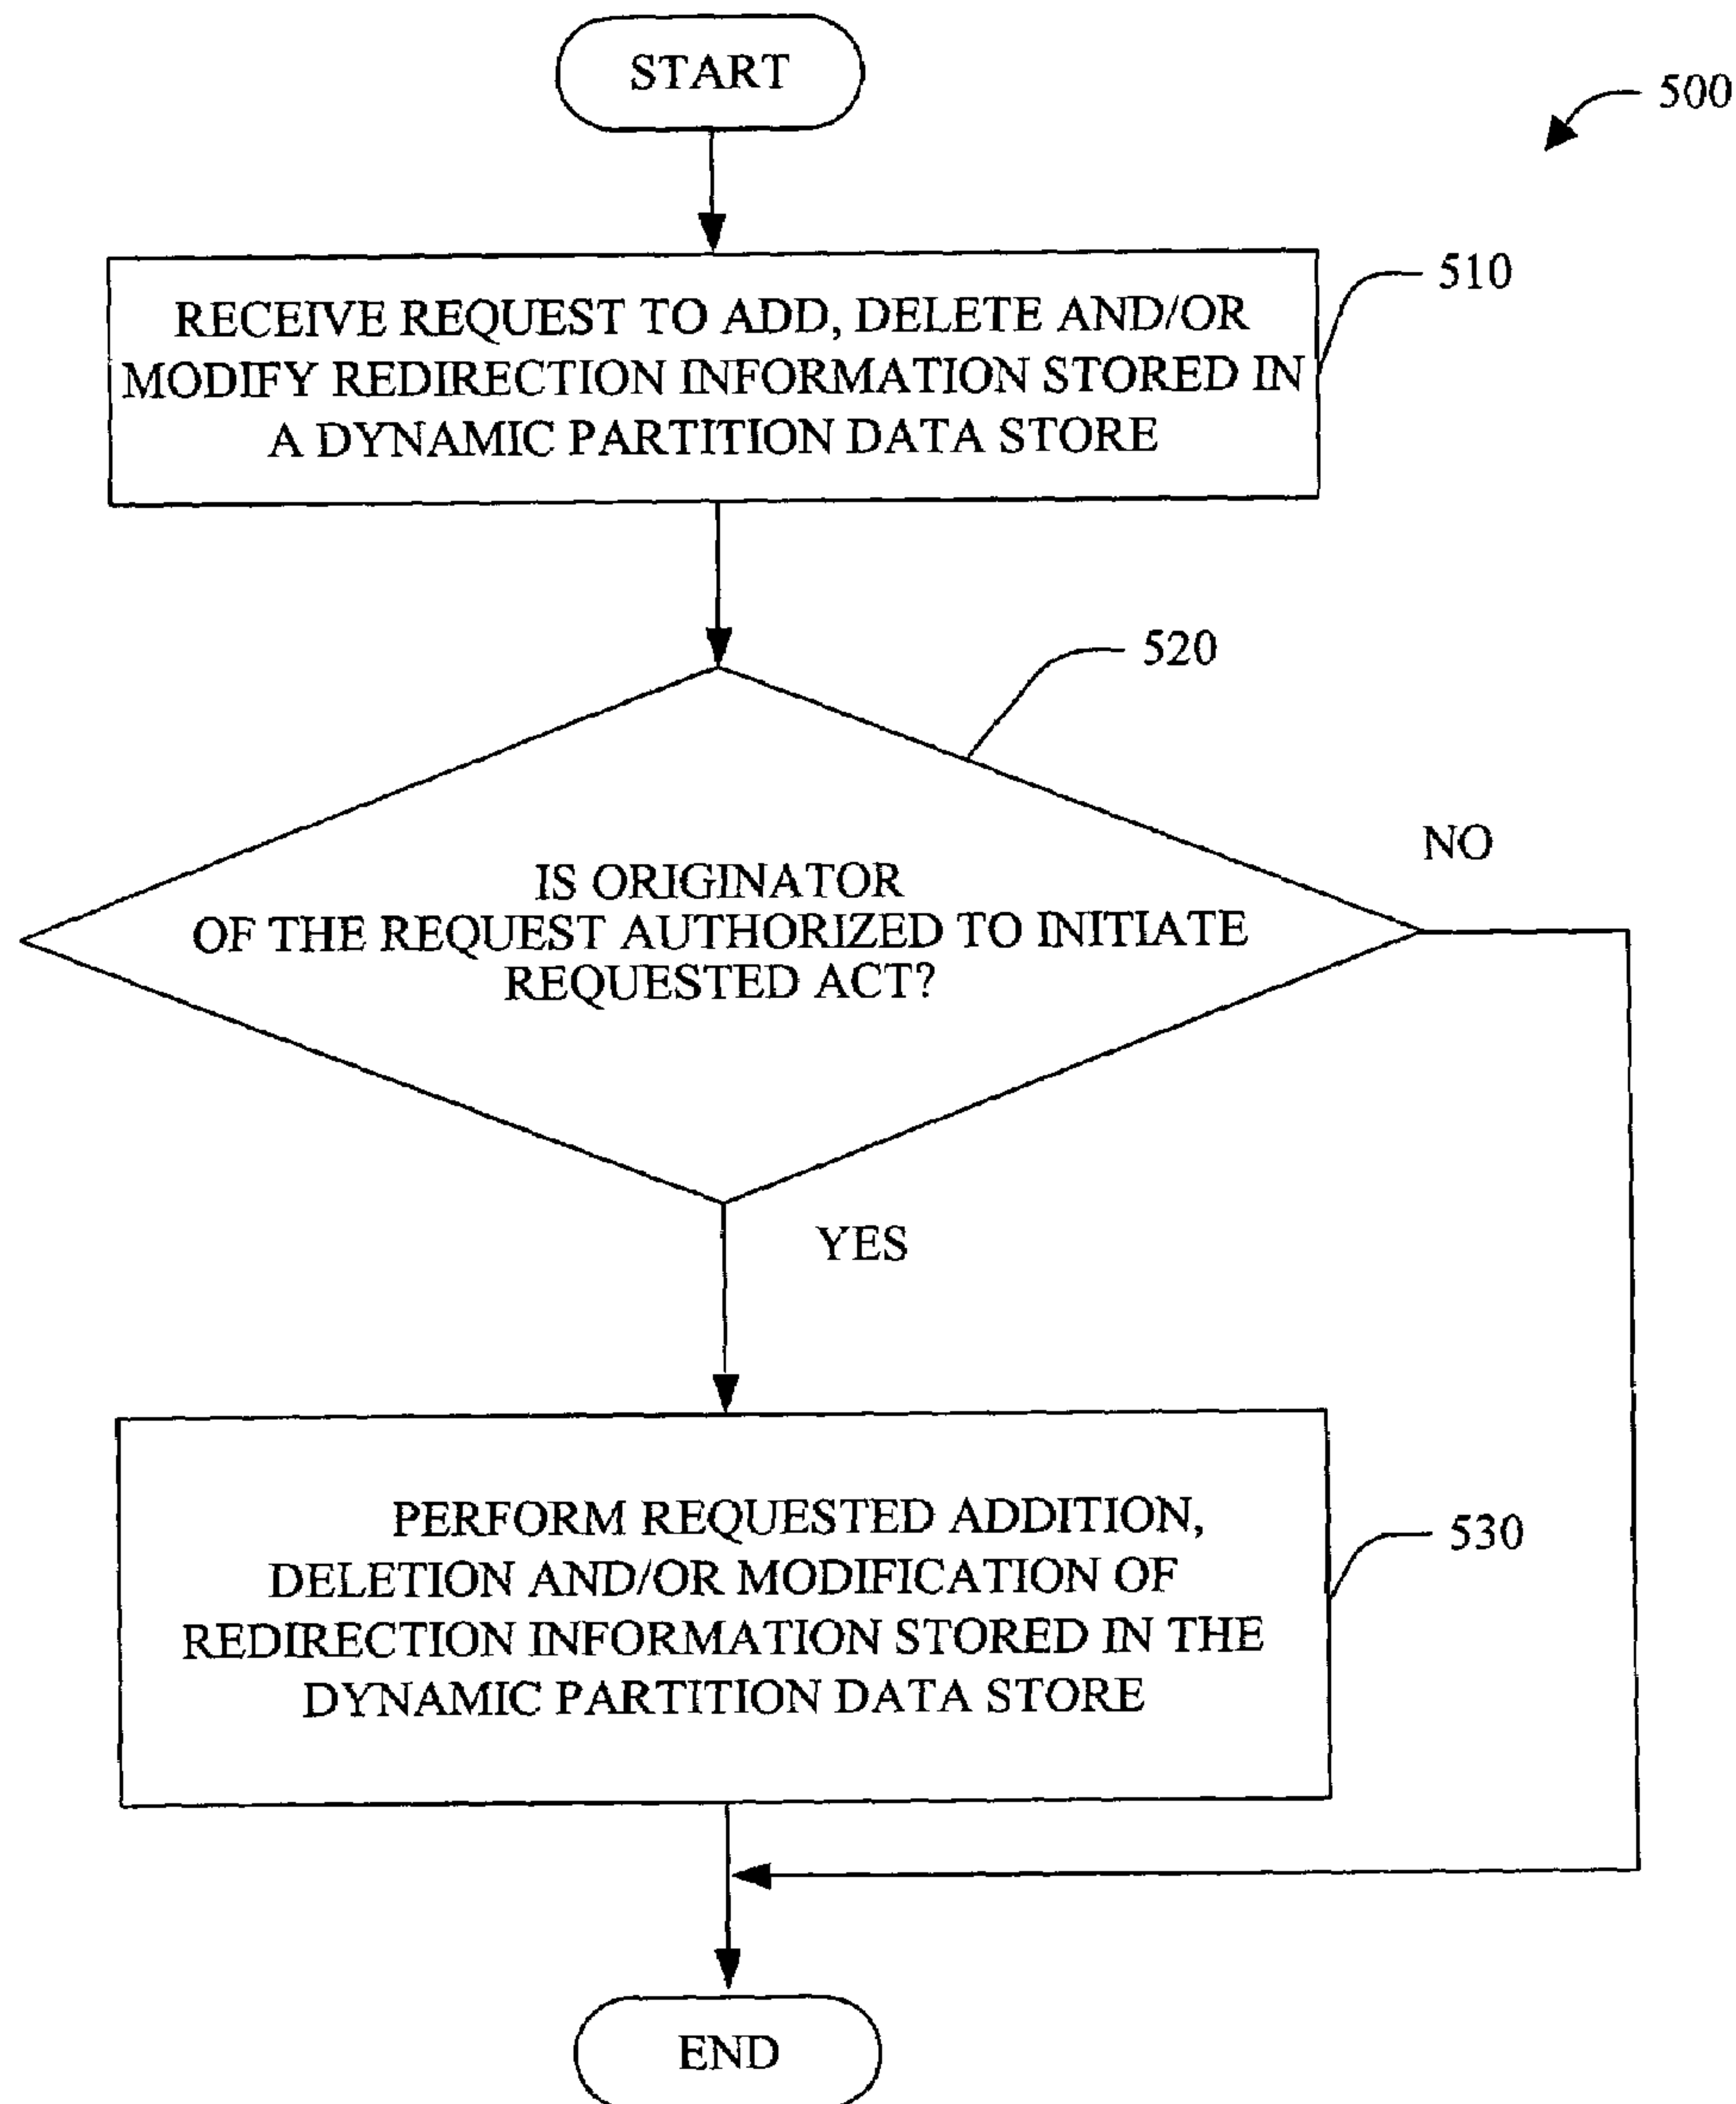 START
500
RECEIVE REQUEST TO ADD, DELETE AND/OR
MODIFY REDIRECTION INFORMATION STORED IN
A DYNAMIC PARTITION DATA STORE
510
520
IS ORIGINATOR
OF THE REQUEST AUTHORIZED TO INITIATE
REQUESTED ACT?
NO
YES
PERFORM REQUESTED ADDITION,
DELETION AND/OR MODIFICATION OF
REDIRECTION INFORMATION STORED IN THE
DYNAMIC PARTITION DATA STORE
530
END